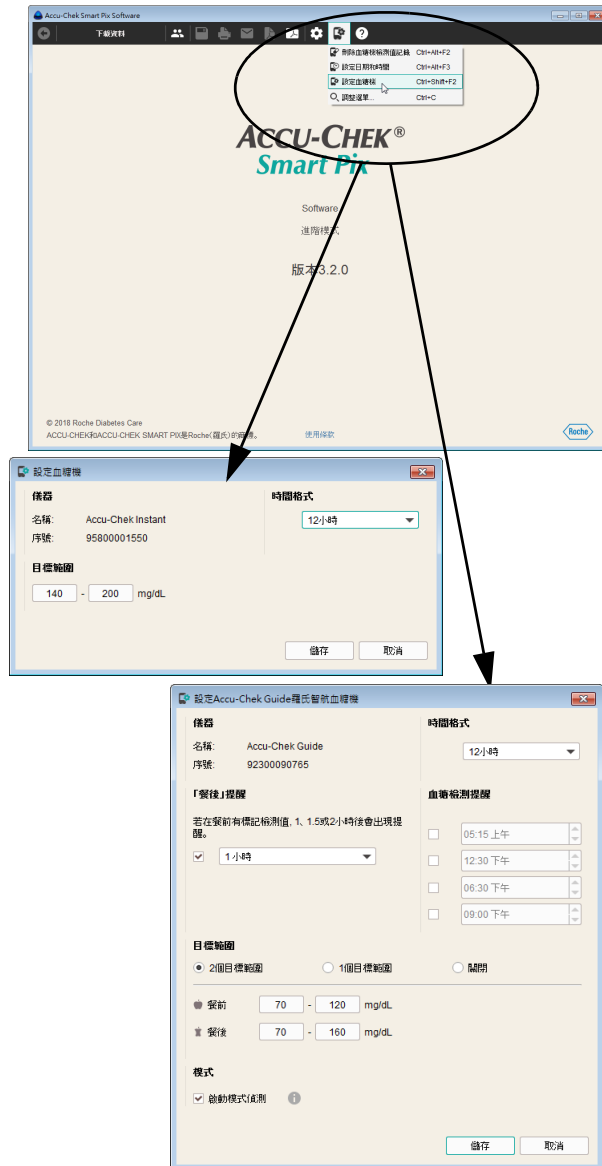 Accu-Chek Smart Pix Software
下載資料
刪除血糖機檢測值記錄 Ctrl+Alt+F2
設定日期和時間 Ctrl+Alt+F3
設定血糖機 Ctrl+Shift+F2
調整選單... Ctrl+C
ACCU-CHEK®
Smart Pix
Software
進階模式
版本3.2.0
© 2018 Roche Diabetes Care
ACCU-CHEK和ACCU-CHEK SMART PIX是Roche(羅氏)的商標。 使用條款
Roche
設定血糖機
儀器 時間格式
名稱: Accu-Chek Instant 12小時
序號: 95800001550
目標範圍
140 - 200 mg/dL
儲存 取消
設定Accu-Chek Guide羅氏智航血糖機
儀器 時間格式
名稱: Accu-Chek Guide 12小時
序號: 92300090765
「餐後」提醒 血糖檢測提醒
若在餐前有標記檢測值, 1、1.5或2小時後會出現提
醒。
05:15 上午
1 小時
12:30 下午
06:30 下午
09:00 下午
目標範圍
2個目標範圍 1個目標範圍 關閉
餐前 70 - 120 mg/dL
餐後 70 - 160 mg/dL
模式
啟動模式偵測
儲存 取消